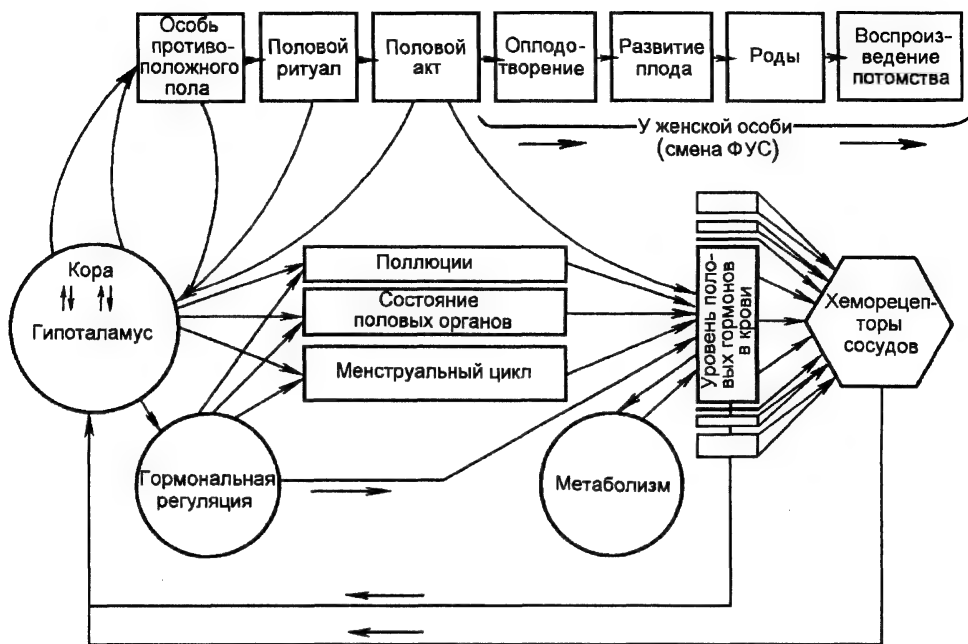 Особь
противо-
положного
пола
Половой
ритуал
Половой
акт
Оплодо-
творение
Развитие
плода
Роды
Воспроиз-
ведение
потомства
У женской особи
(смена ФУС)
Кора
Гипоталамус
Поллюции
Состояние
половых органов
Менструальный цикл
Уровень поло-
вых гормонов
в крови
Хеморецеп-
торы
сосудов
Гормональная
регуляция
Метаболизм